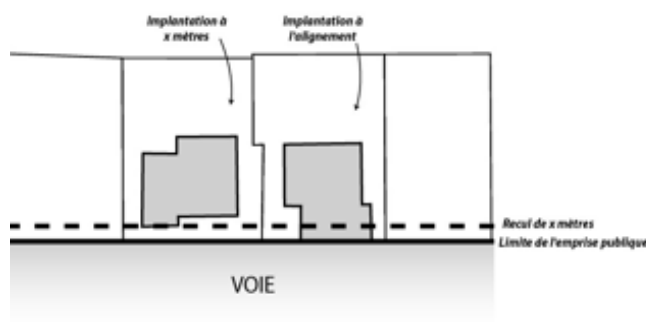 Implantation à
x mètres
Implantation à
l'alignement
Recul de x mètres
Limite de l'emprise publique
VOIE